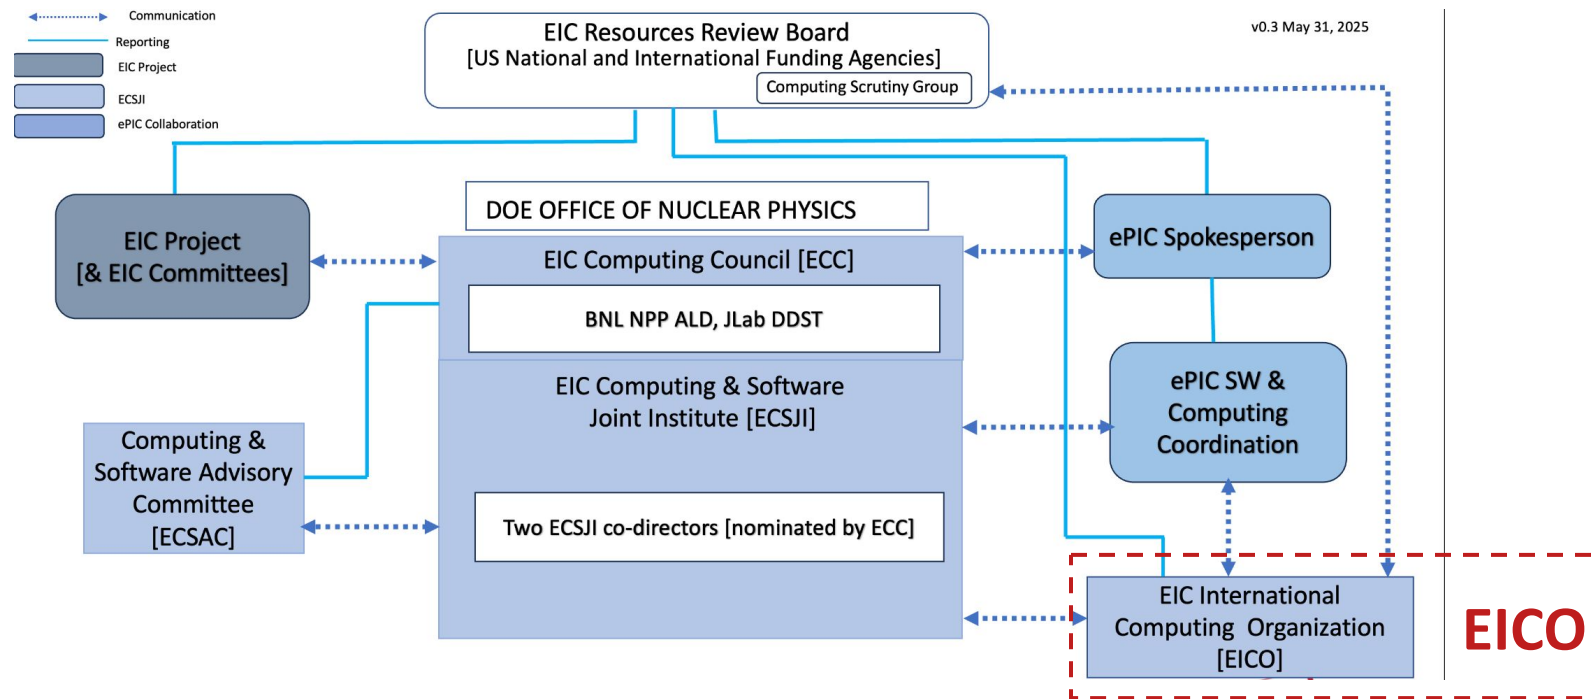 Communication
Reporting
EIC Project
ECSJI
ePIC Collaboration
EIC Resources Review Board
[US National and International Funding Agencies]
Computing Scrutiny Group
v0.3 May 31, 2025
EIC Project
[& EIC Committees]
DOE OFFICE OF NUCLEAR PHYSICS
EIC Computing Council [ECC]
BNL NPP ALD, JLab DDST
ePIC Spokesperson
EIC Computing & Software
Joint Institute [ECSJI]
ePIC SW &
Computing
Coordination
Computing &
Software Advisory
Committee
[ECSAC]
Two ECSJI co-directors [nominated by ECC]
EIC International
Computing Organization
[EICO]
EICO